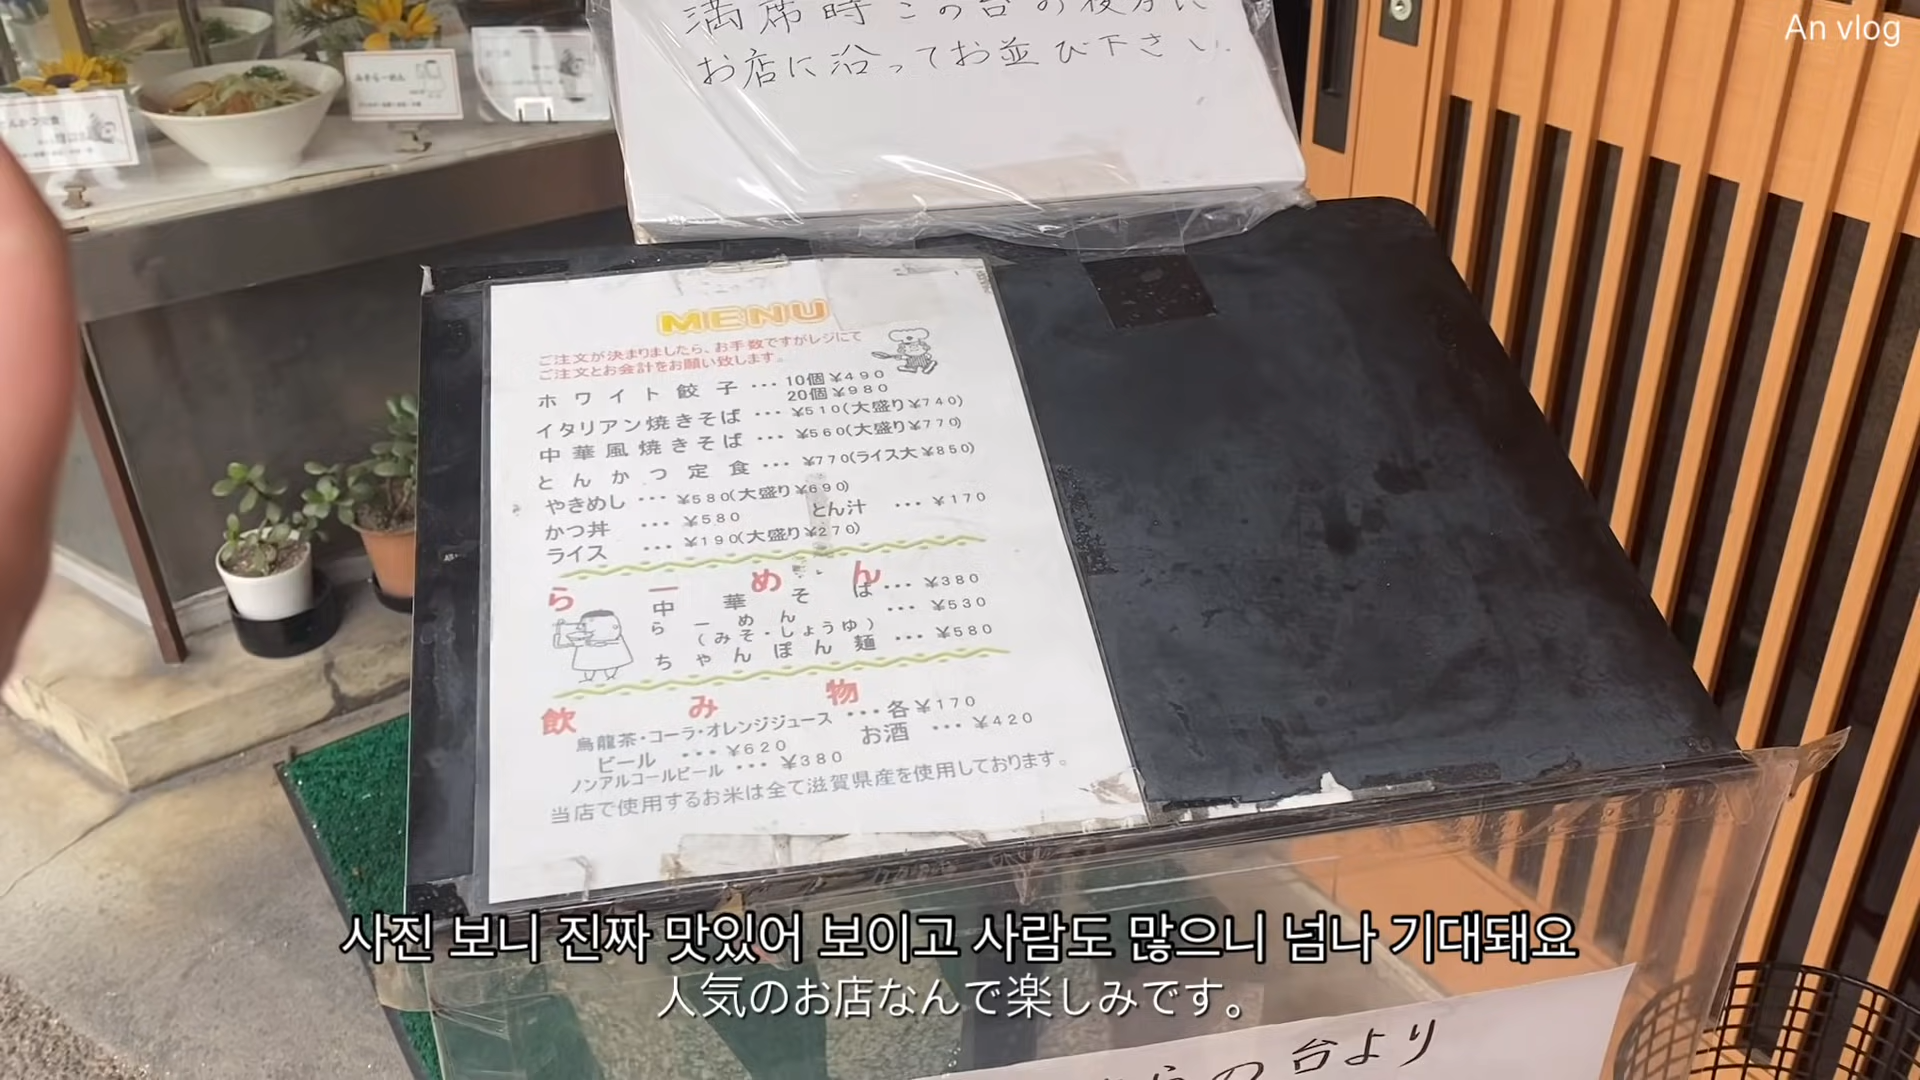 An vlog
満席時この台の後方に
お店に沿ってお並び下さい。
みそらーめん
MENU
ご注文が決まりましたら、お手数ですがレジにて
ご注文とお会計をお願い致します。
ホワイト餃子 ・・・ 10個¥490
20個¥980
イタリアン焼きそば ・・・ ¥510(大盛り¥740)
中華風焼きそば ・・・ ¥560(大盛り¥770)
とんかつ定食 ・・・ ¥770(ライス大¥850)
やきめし ・・・ ¥580(大盛り¥690)
かつ丼 ・・・ ¥580 とん汁 ・・・ ¥170
ライス ・・・ ¥190(大盛り¥270)
らーめん
中華そば ・・・ ¥380
らーめん ・・・ ¥530
(みそ・しょうゆ)
ちゃんぽん麺 ・・・ ¥580
飲み物
烏龍茶・コーラ・オレンジジュース ・・・各¥170
ビール ・・・ ¥620 お酒 ・・・ ¥420
ノンアルコールビール ・・・ ¥380
当店で使用するお米は全て滋賀県産を使用しております。
사진 보니 진짜 맛있어 보이고 사람도 많으니 넘나 기대돼요
人気のお店なんで楽しみです。
の台より